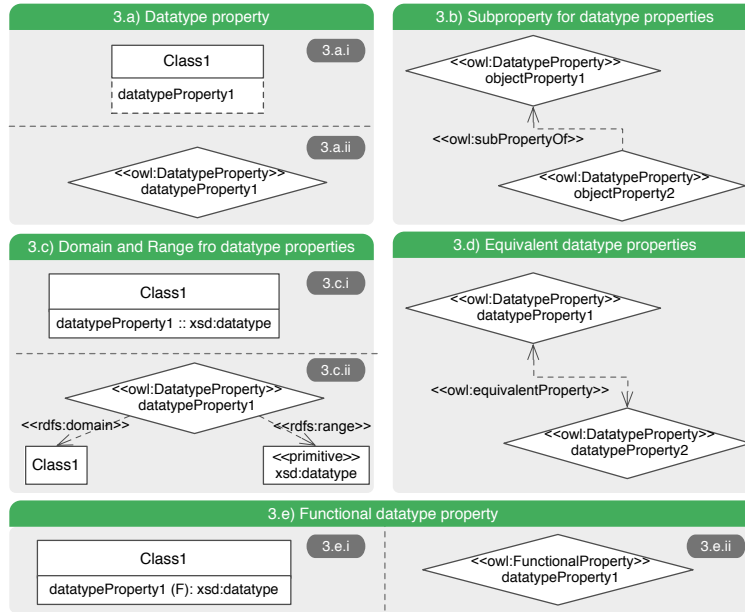 3.a) Datatype property
3.a.i
Class1
datatypeProperty1
3.a.ii
<<owl:DatatypeProperty>>
datatypeProperty1
3.b) Subproperty for datatype properties
<<owl:DatatypeProperty>>
objectProperty1
<<owl:subPropertyOf>>
<<owl:DatatypeProperty>>
objectProperty2
3.c) Domain and Range fro datatype properties
3.c.i
Class1
datatypeProperty1 :: xsd:datatype
3.c.ii
<<owl:DatatypeProperty>>
datatypeProperty1
<<rdfs:domain>>
<<rdfs:range>>
Class1
<<primitive>>
xsd:datatype
3.d) Equivalent datatype properties
<<owl:DatatypeProperty>>
datatypeProperty1
<<owl:equivalentProperty>>
<<owl:DatatypeProperty>>
datatypeProperty2
3.e) Functional datatype property
3.e.i
Class1
datatypeProperty1 (F): xsd:datatype
3.e.ii
<<owl:FunctionalProperty>>
datatypeProperty1